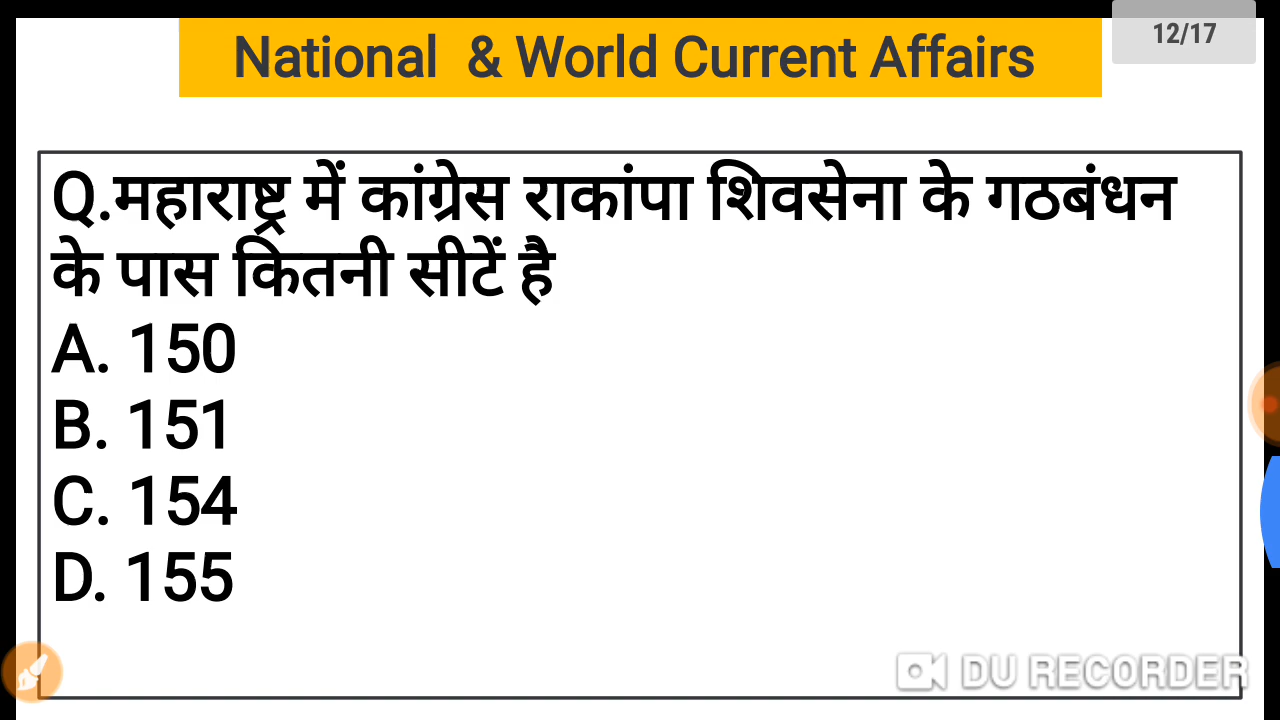 National & World Current Affairs
12/17
Q.महाराष्ट्र में कांग्रेस राकांपा शिवसेना के गठबंधन
के पास कितनी सीटें है
A. 150
B. 151
C. 154
D. 155
DU RECORDER